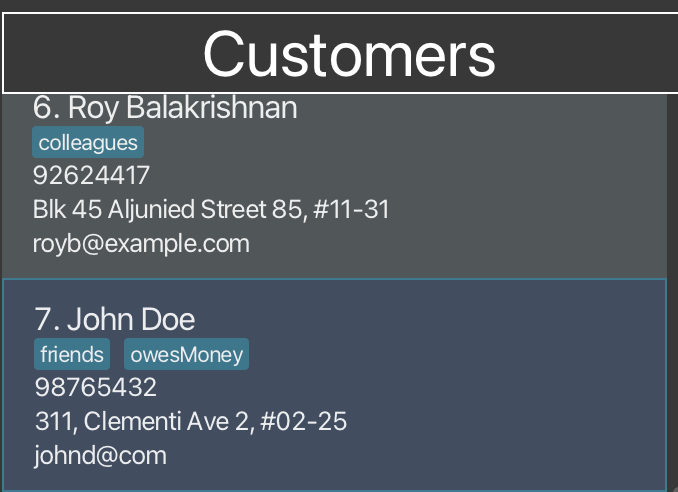 Customers
6. Roy Balakrishnan
colleagues
92624417
Blk 45 Aljunied Street 85, #11-31
royb@example.com
7. John Doe
friends owesMoney
98765432
311, Clementi Ave 2, #02-25
johnd@com